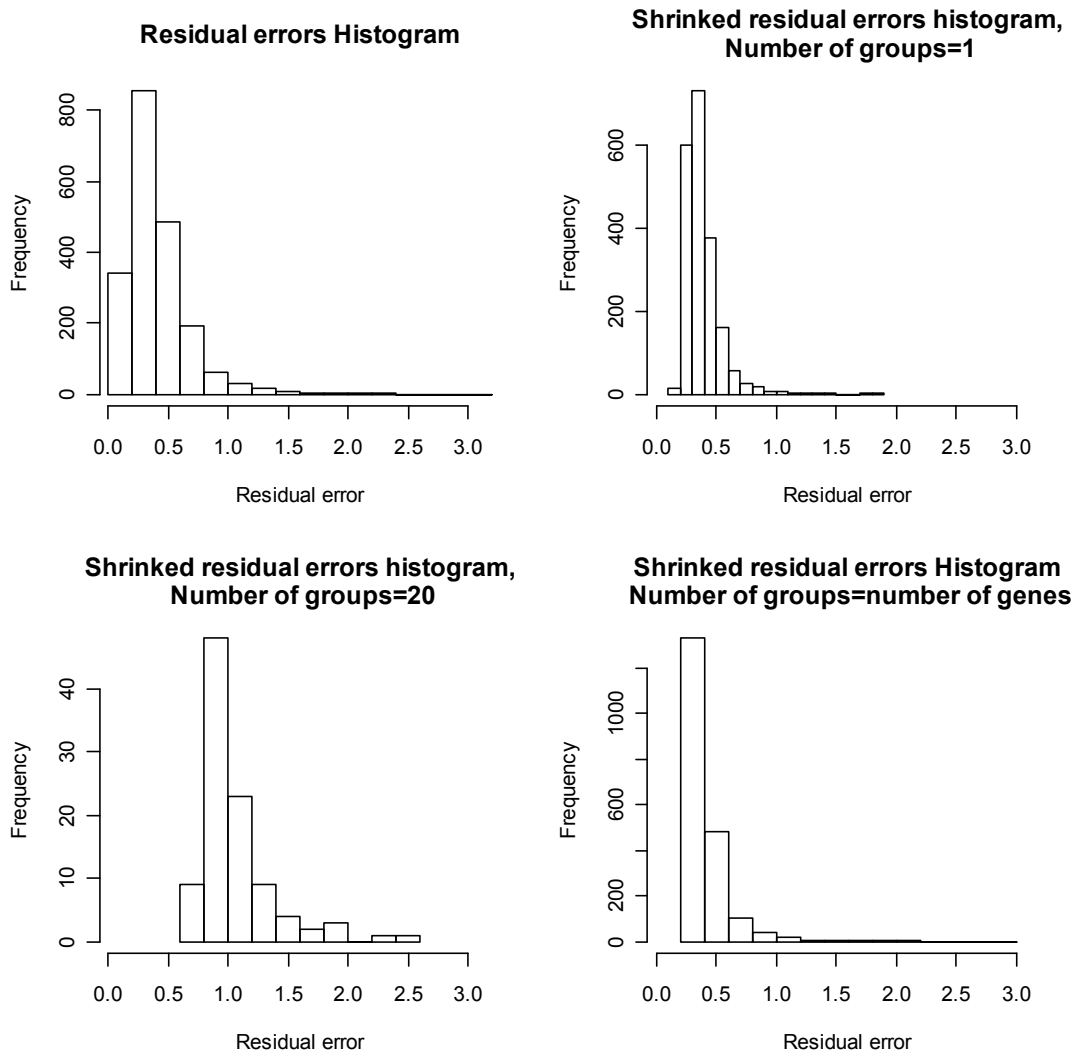 Residual errors Histogram
Frequency
0 200 400 600 800
0.0 0.5 1.0 1.5 2.0 2.5 3.0
Residual error
Shrinked residual errors histogram,
Number of groups=1
Frequency
0 200 400 600
0.0 0.5 1.0 1.5 2.0 2.5 3.0
Residual error
Shrinked residual errors histogram,
Number of groups=20
Frequency
0 10 20 30 40
0.0 0.5 1.0 1.5 2.0 2.5 3.0
Residual error
Shrinked residual errors Histogram
Number of groups=number of genes
Frequency
0 200 600 1000
0.0 0.5 1.0 1.5 2.0 2.5 3.0
Residual error